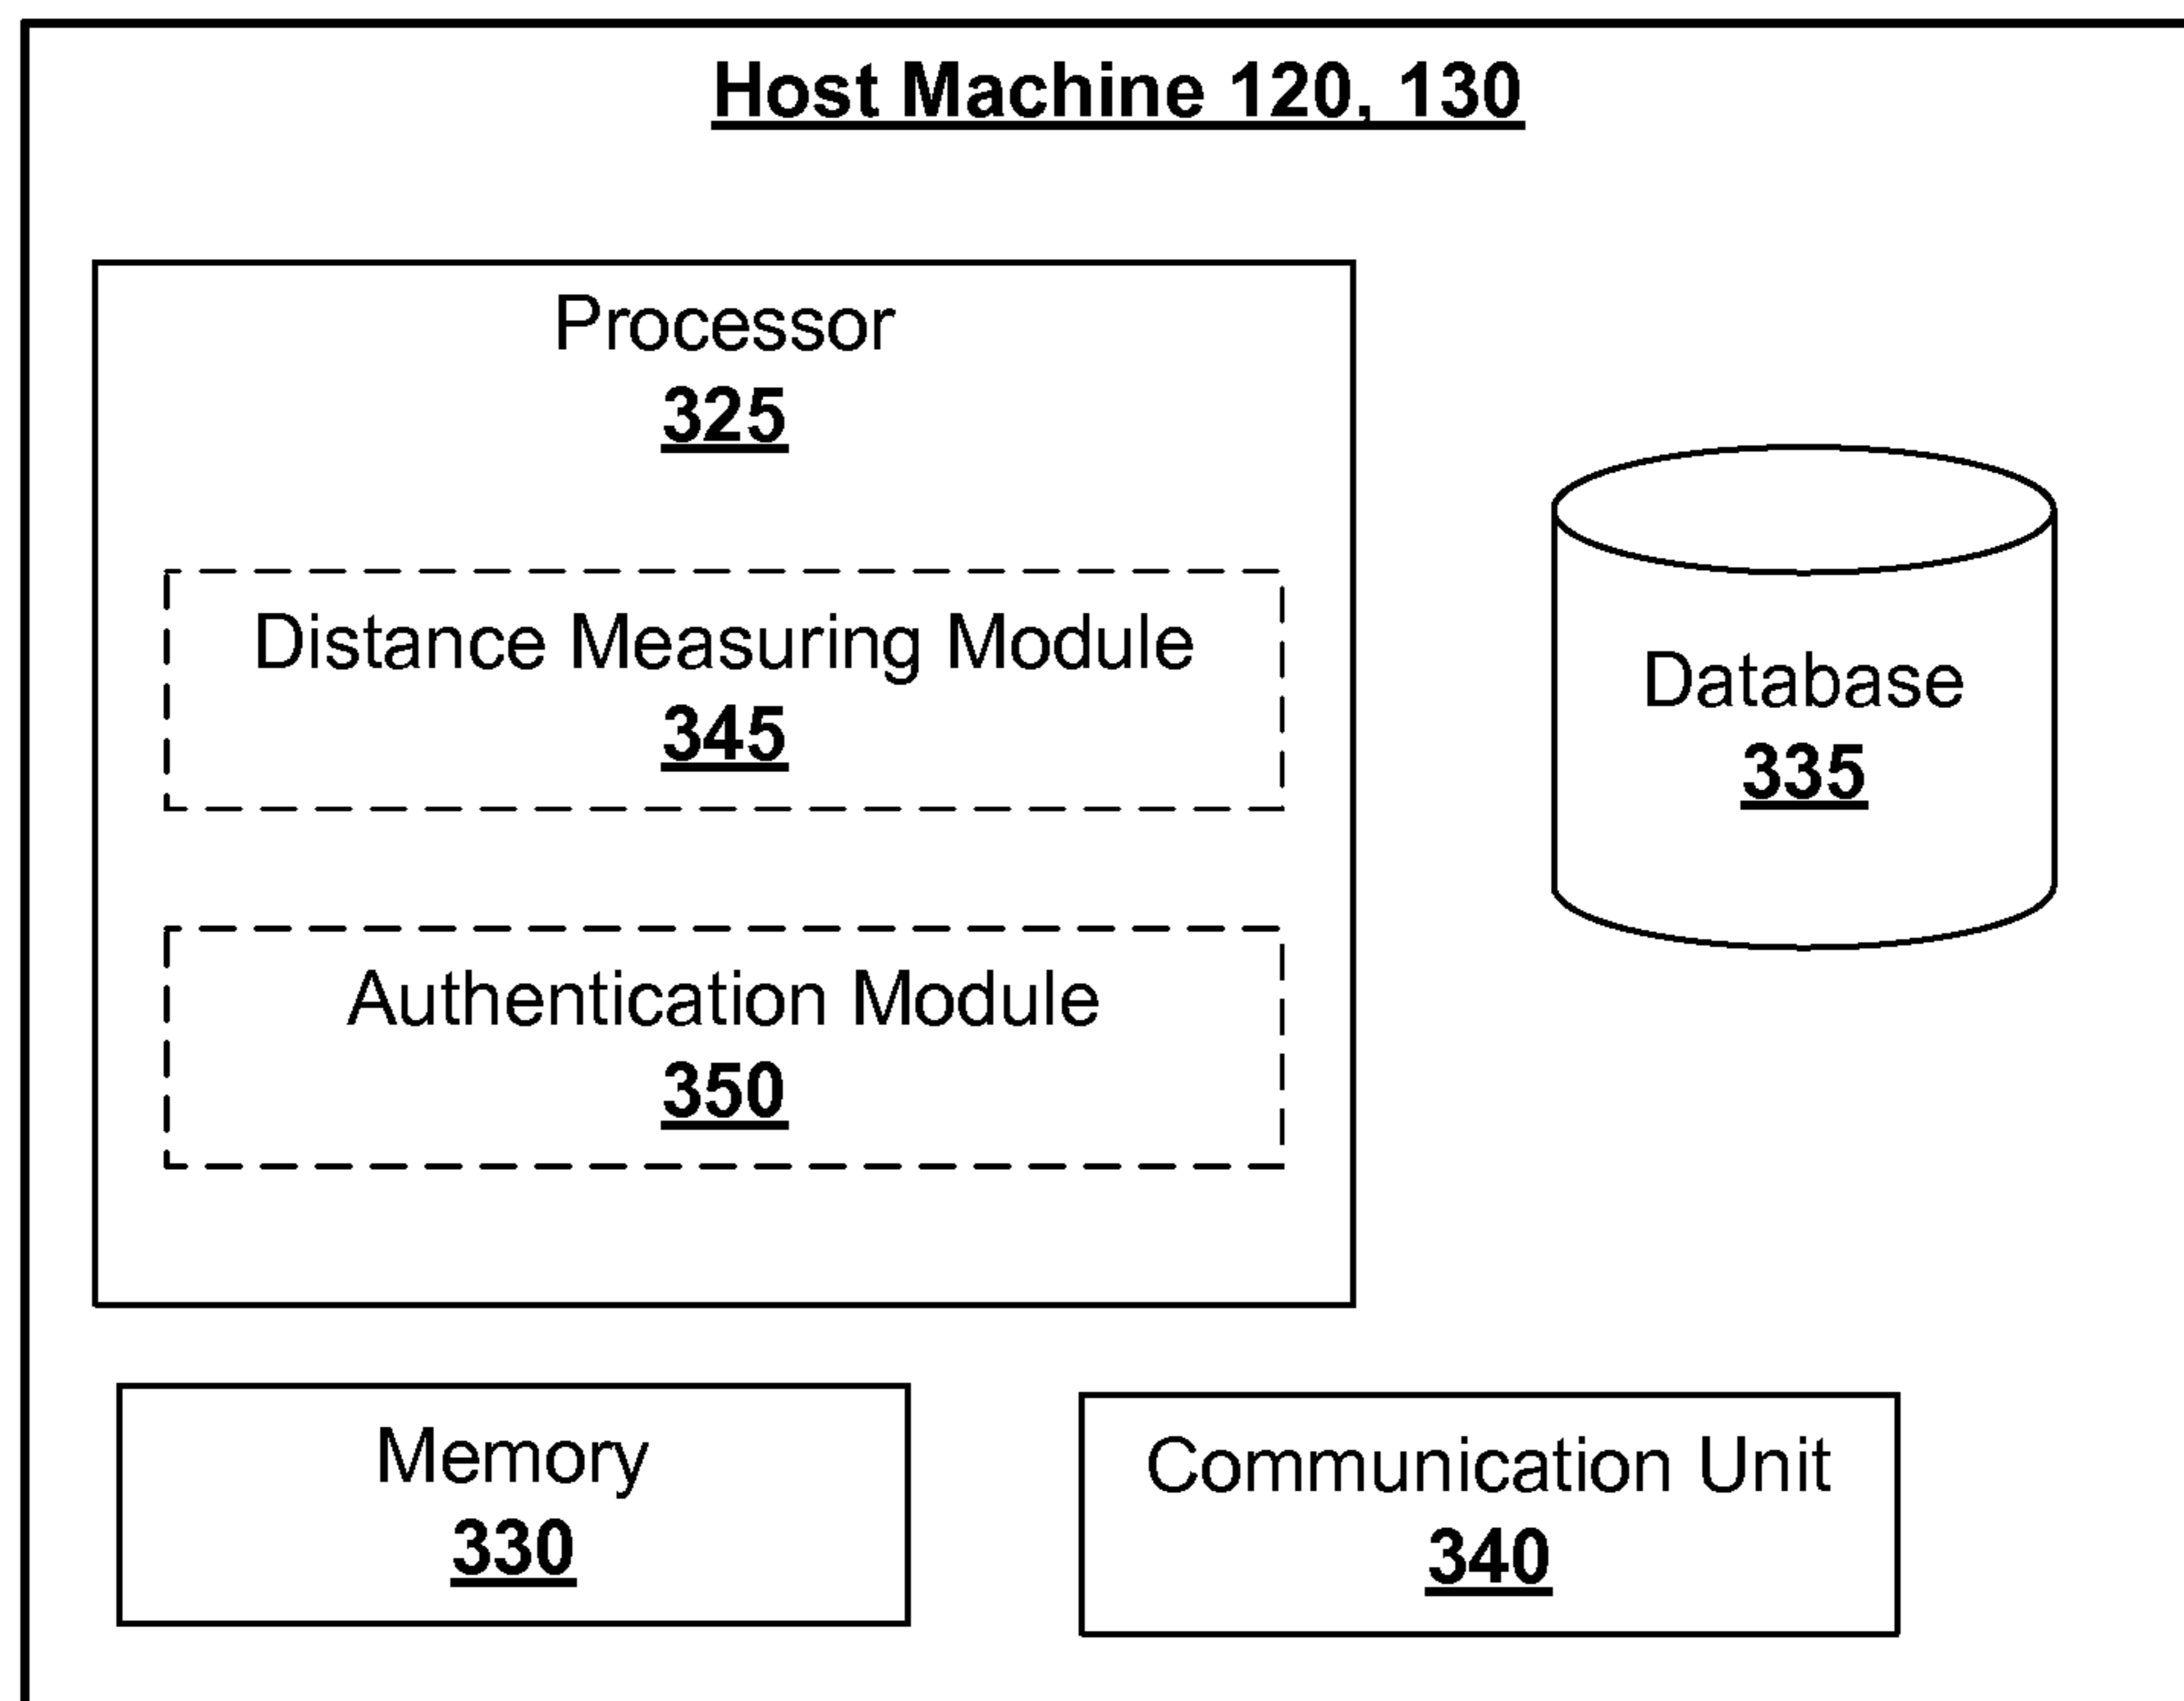 Host Machine 120, 130
Processor
325
Distance Measuring Module
345
Database
335
Authentication Module
350
Memory
330
Communication Unit
340